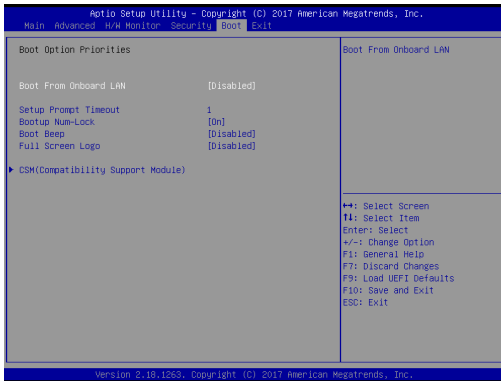 Aptio Setup Utility – Copyright (C) 2017 American Megatrends, Inc.
Main Advanced H/W Monitor Security Boot Exit
Boot Option Priorities
Boot From Onboard LAN [Disabled]
Setup Prompt Timeout 1
Bootup Num-Lock [On]
Boot Beep [Disabled]
Full Screen Logo [Disabled]
CSM(Compatibility Support Module)
Boot From Onboard LAN
↔: Select Screen
↑↓: Select Item
Enter: Select
+/-: Change Option
F1: General Help
F7: Discard Changes
F9: Load UEFI Defaults
F10: Save and Exit
ESC: Exit
Version 2.18.1263. Copyright (C) 2017 American Megatrends, Inc.